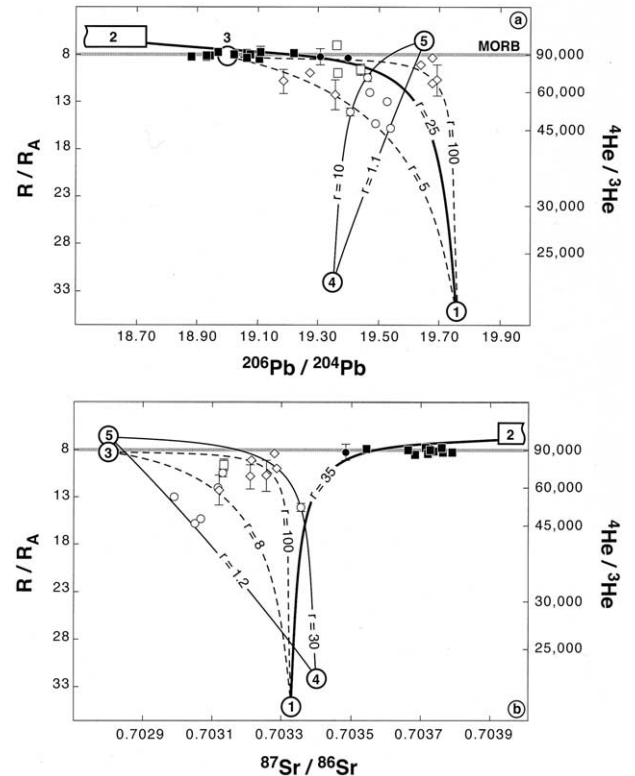 a
2
3
5
MORB
8
13
18
23
28
33
R / RA
90,000
60,000
45,000
30,000
25,000
4He / 3He
r = 10
r = 1.1
r = 5
r = 25
r = 100
4
1
18.70
18.90
19.10
19.30
19.50
19.70
19.90
206Pb / 204Pb
5
3
2
8
13
18
23
28
33
R / RA
90,000
60,000
45,000
30,000
25,000
4He / 3He
r = 1.2
r = 8
r = 100
r = 30
r = 35
4
1
b
0.7029
0.7031
0.7033
0.7035
0.7037
0.7039
87Sr / 86Sr